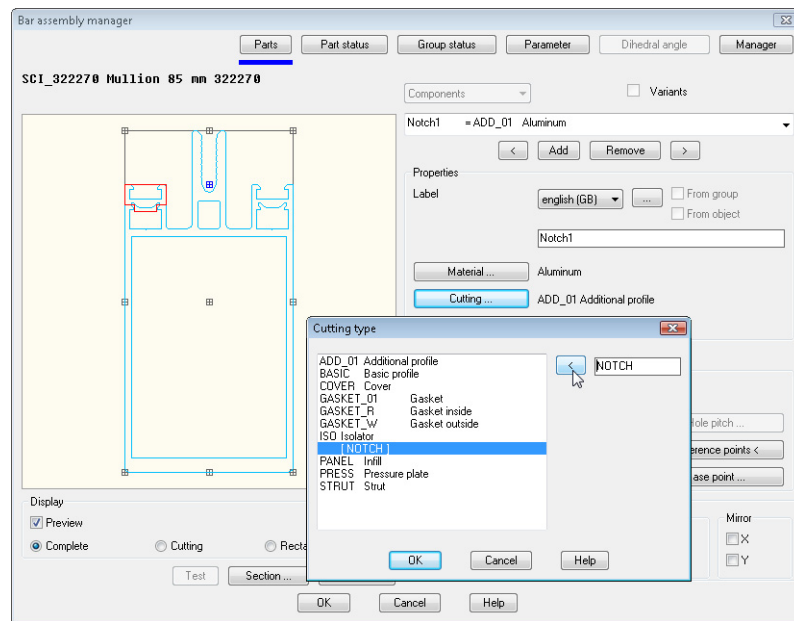 Bar assembly manager
Parts
Part status
Group status
Parameter
Dihedral angle
Manager
SCI_322270 Mullion 85 mm 322270
Components
Variants
Notch1 =ADD_01 Aluminum
<
Add
Remove
>
Properties
Label
english (GB)
...
From group
From object
Notch1
Material ...
Aluminum
Cutting ...
ADD_01 Additional profile
Cutting type
ADD_01 Additional profile
BASIC Basic profile
COVER Cover
GASKET_01 Gasket
GASKET_R Gasket inside
GASKET_W Gasket outside
ISO Isolator
[ NOTCH ]
PANEL Infill
PRESS Pressure plate
STRUT Strut
<
NOTCH
OK
Cancel
Help
Hole pitch ...
erence points <
ase point ...
Display
Preview
Complete
Cutting
Recta
Mirror
X
Y
Test
Section ...
OK
Cancel
Help